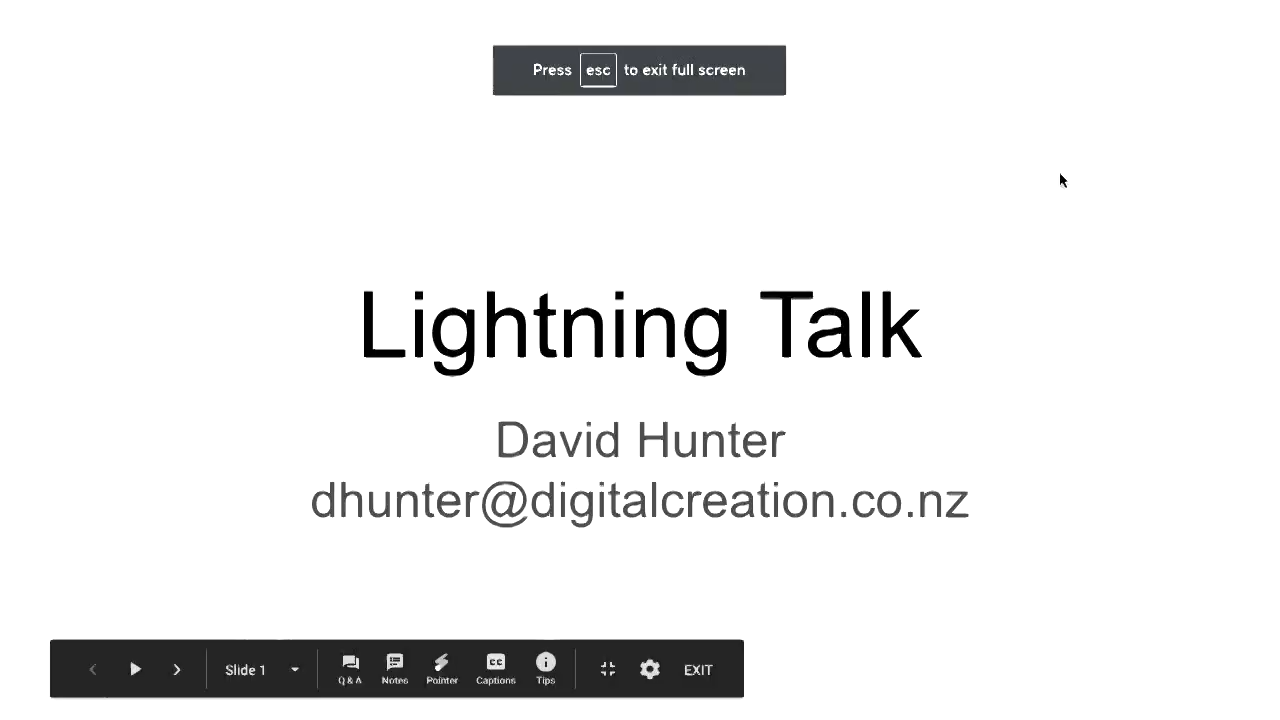 Press esc to exit full screen
Lightning Talk
David Hunter
dhunter@digitalcreation.co.nz
Slide 1
Q & A Notes Pointer Captions Tips
EXIT